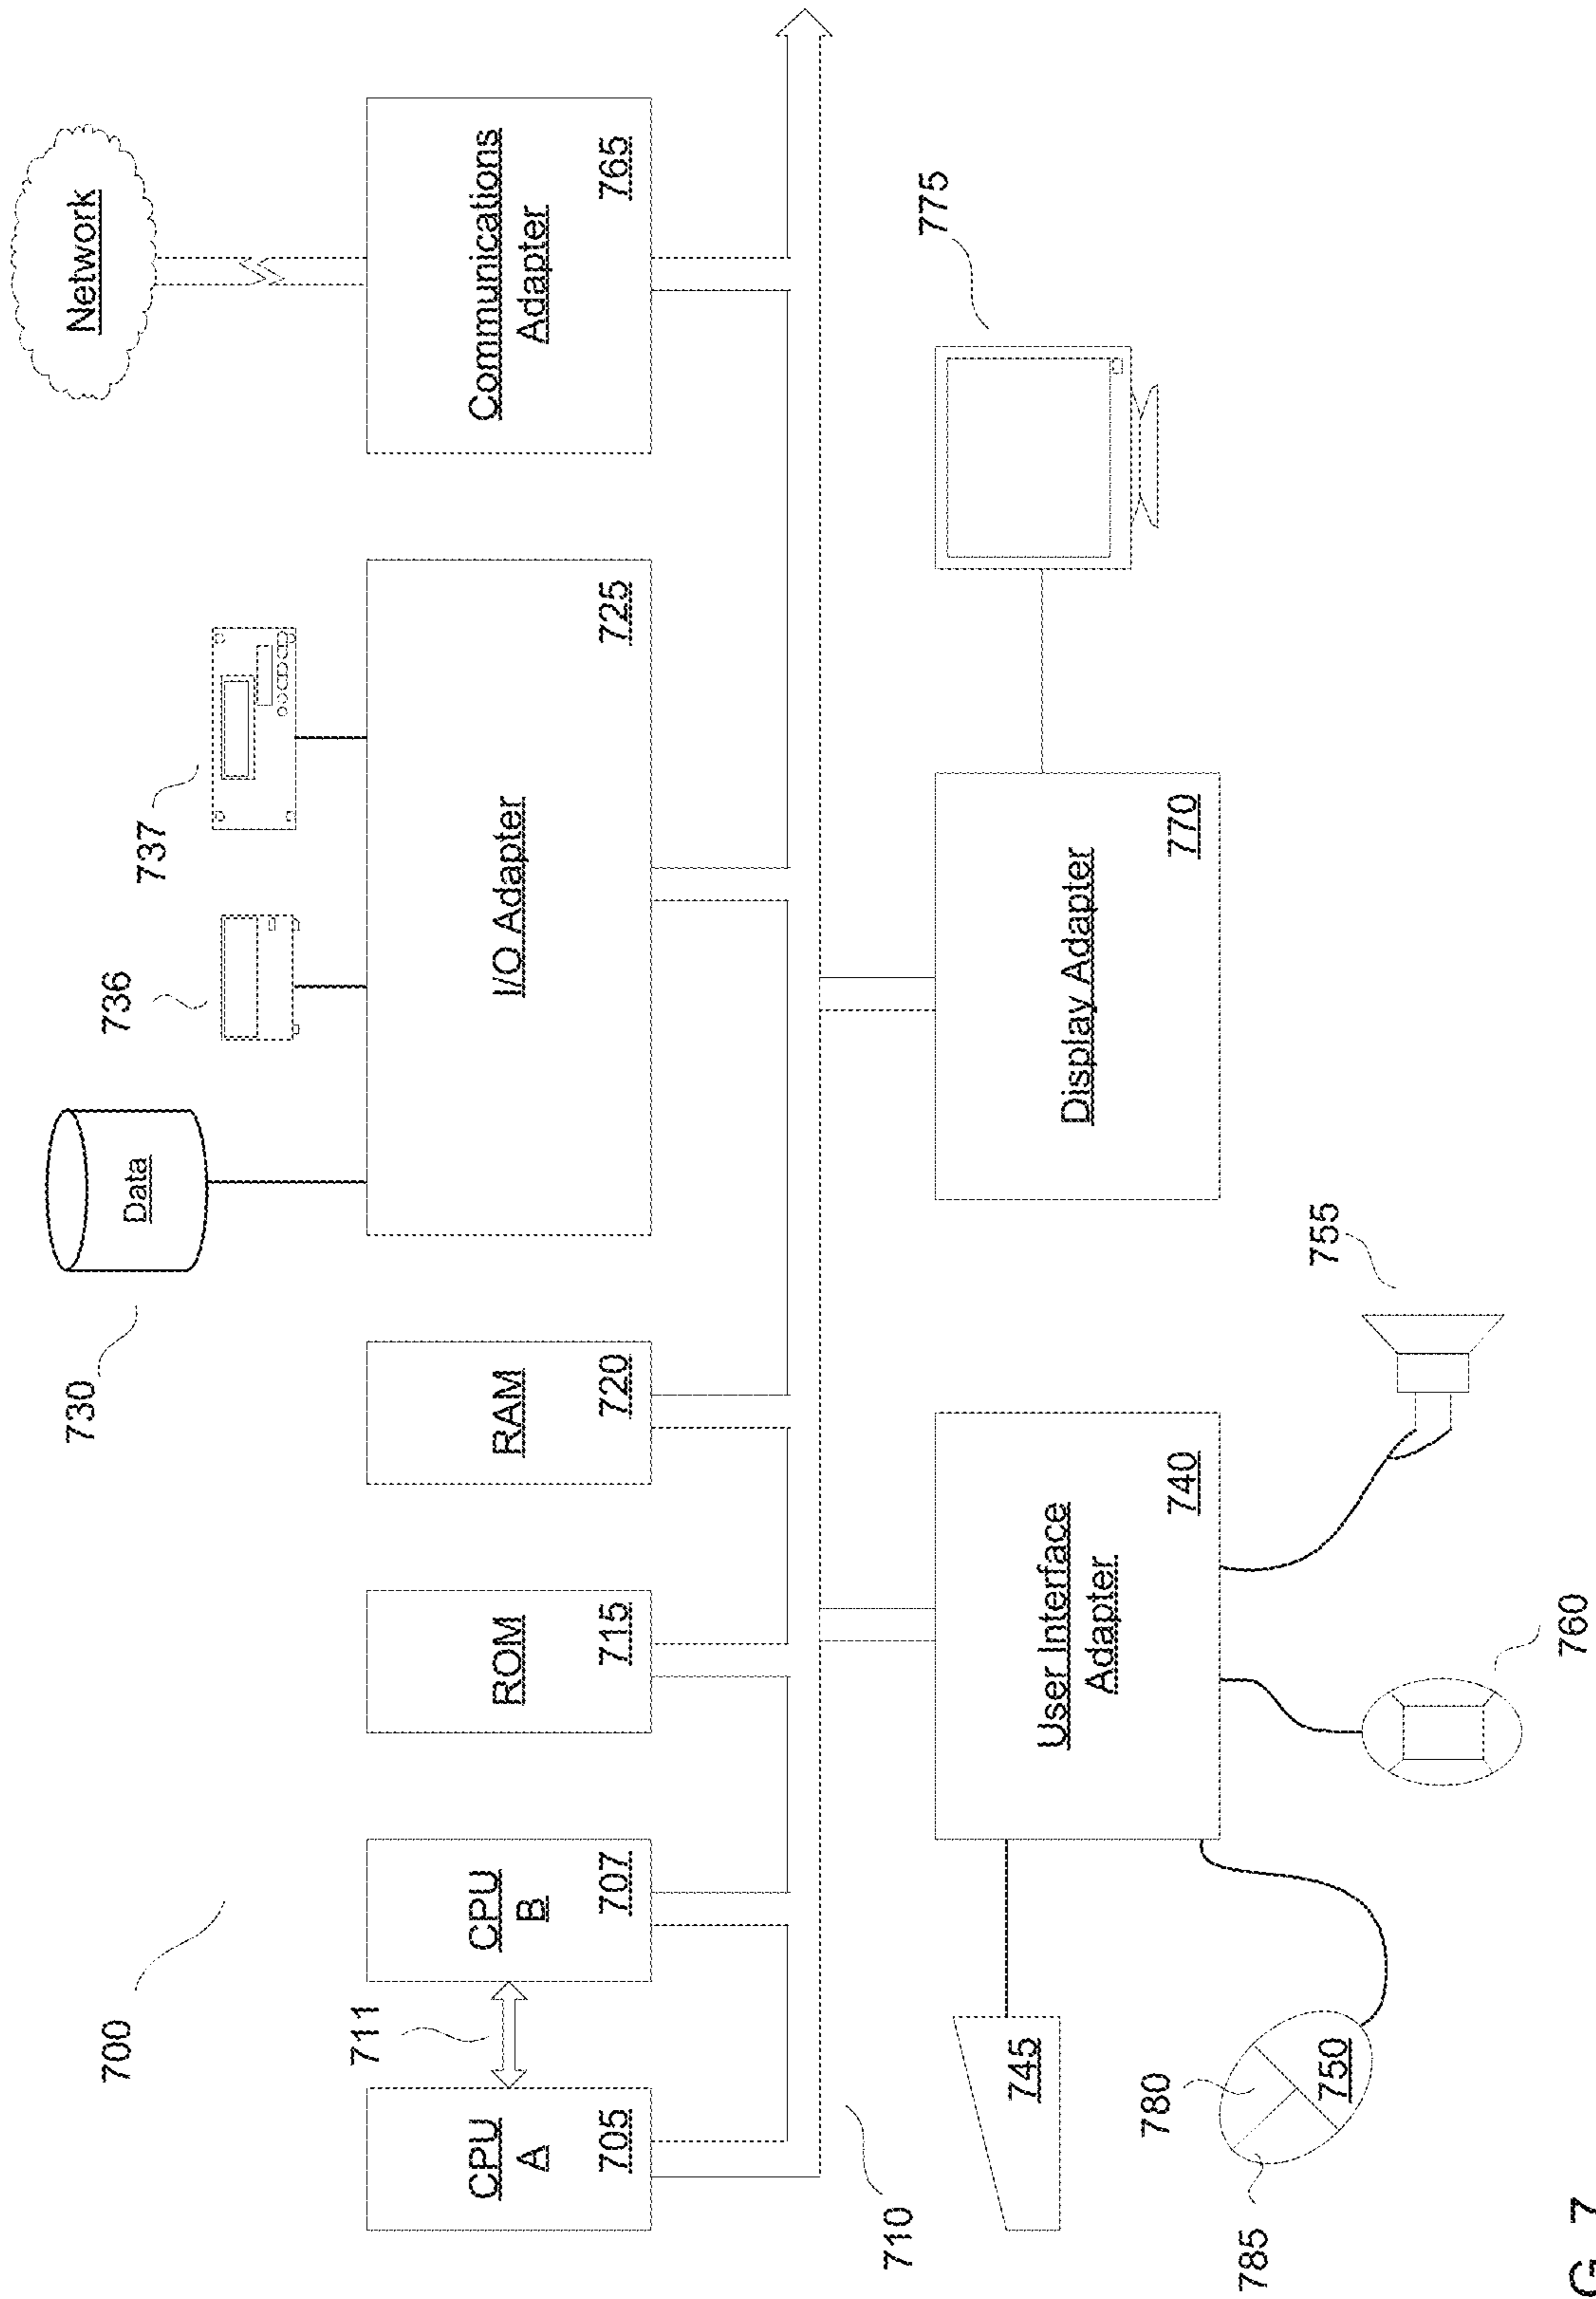 700
Network
730
Data
736
737
711
CPU
A
705
CPU
B
707
ROM
715
RAM
720
I/O Adapter
725
Communications
Adapter
765
710
745
780
785
750
User Interface
Adapter
740
760
755
Display Adapter
770
775
G. 7